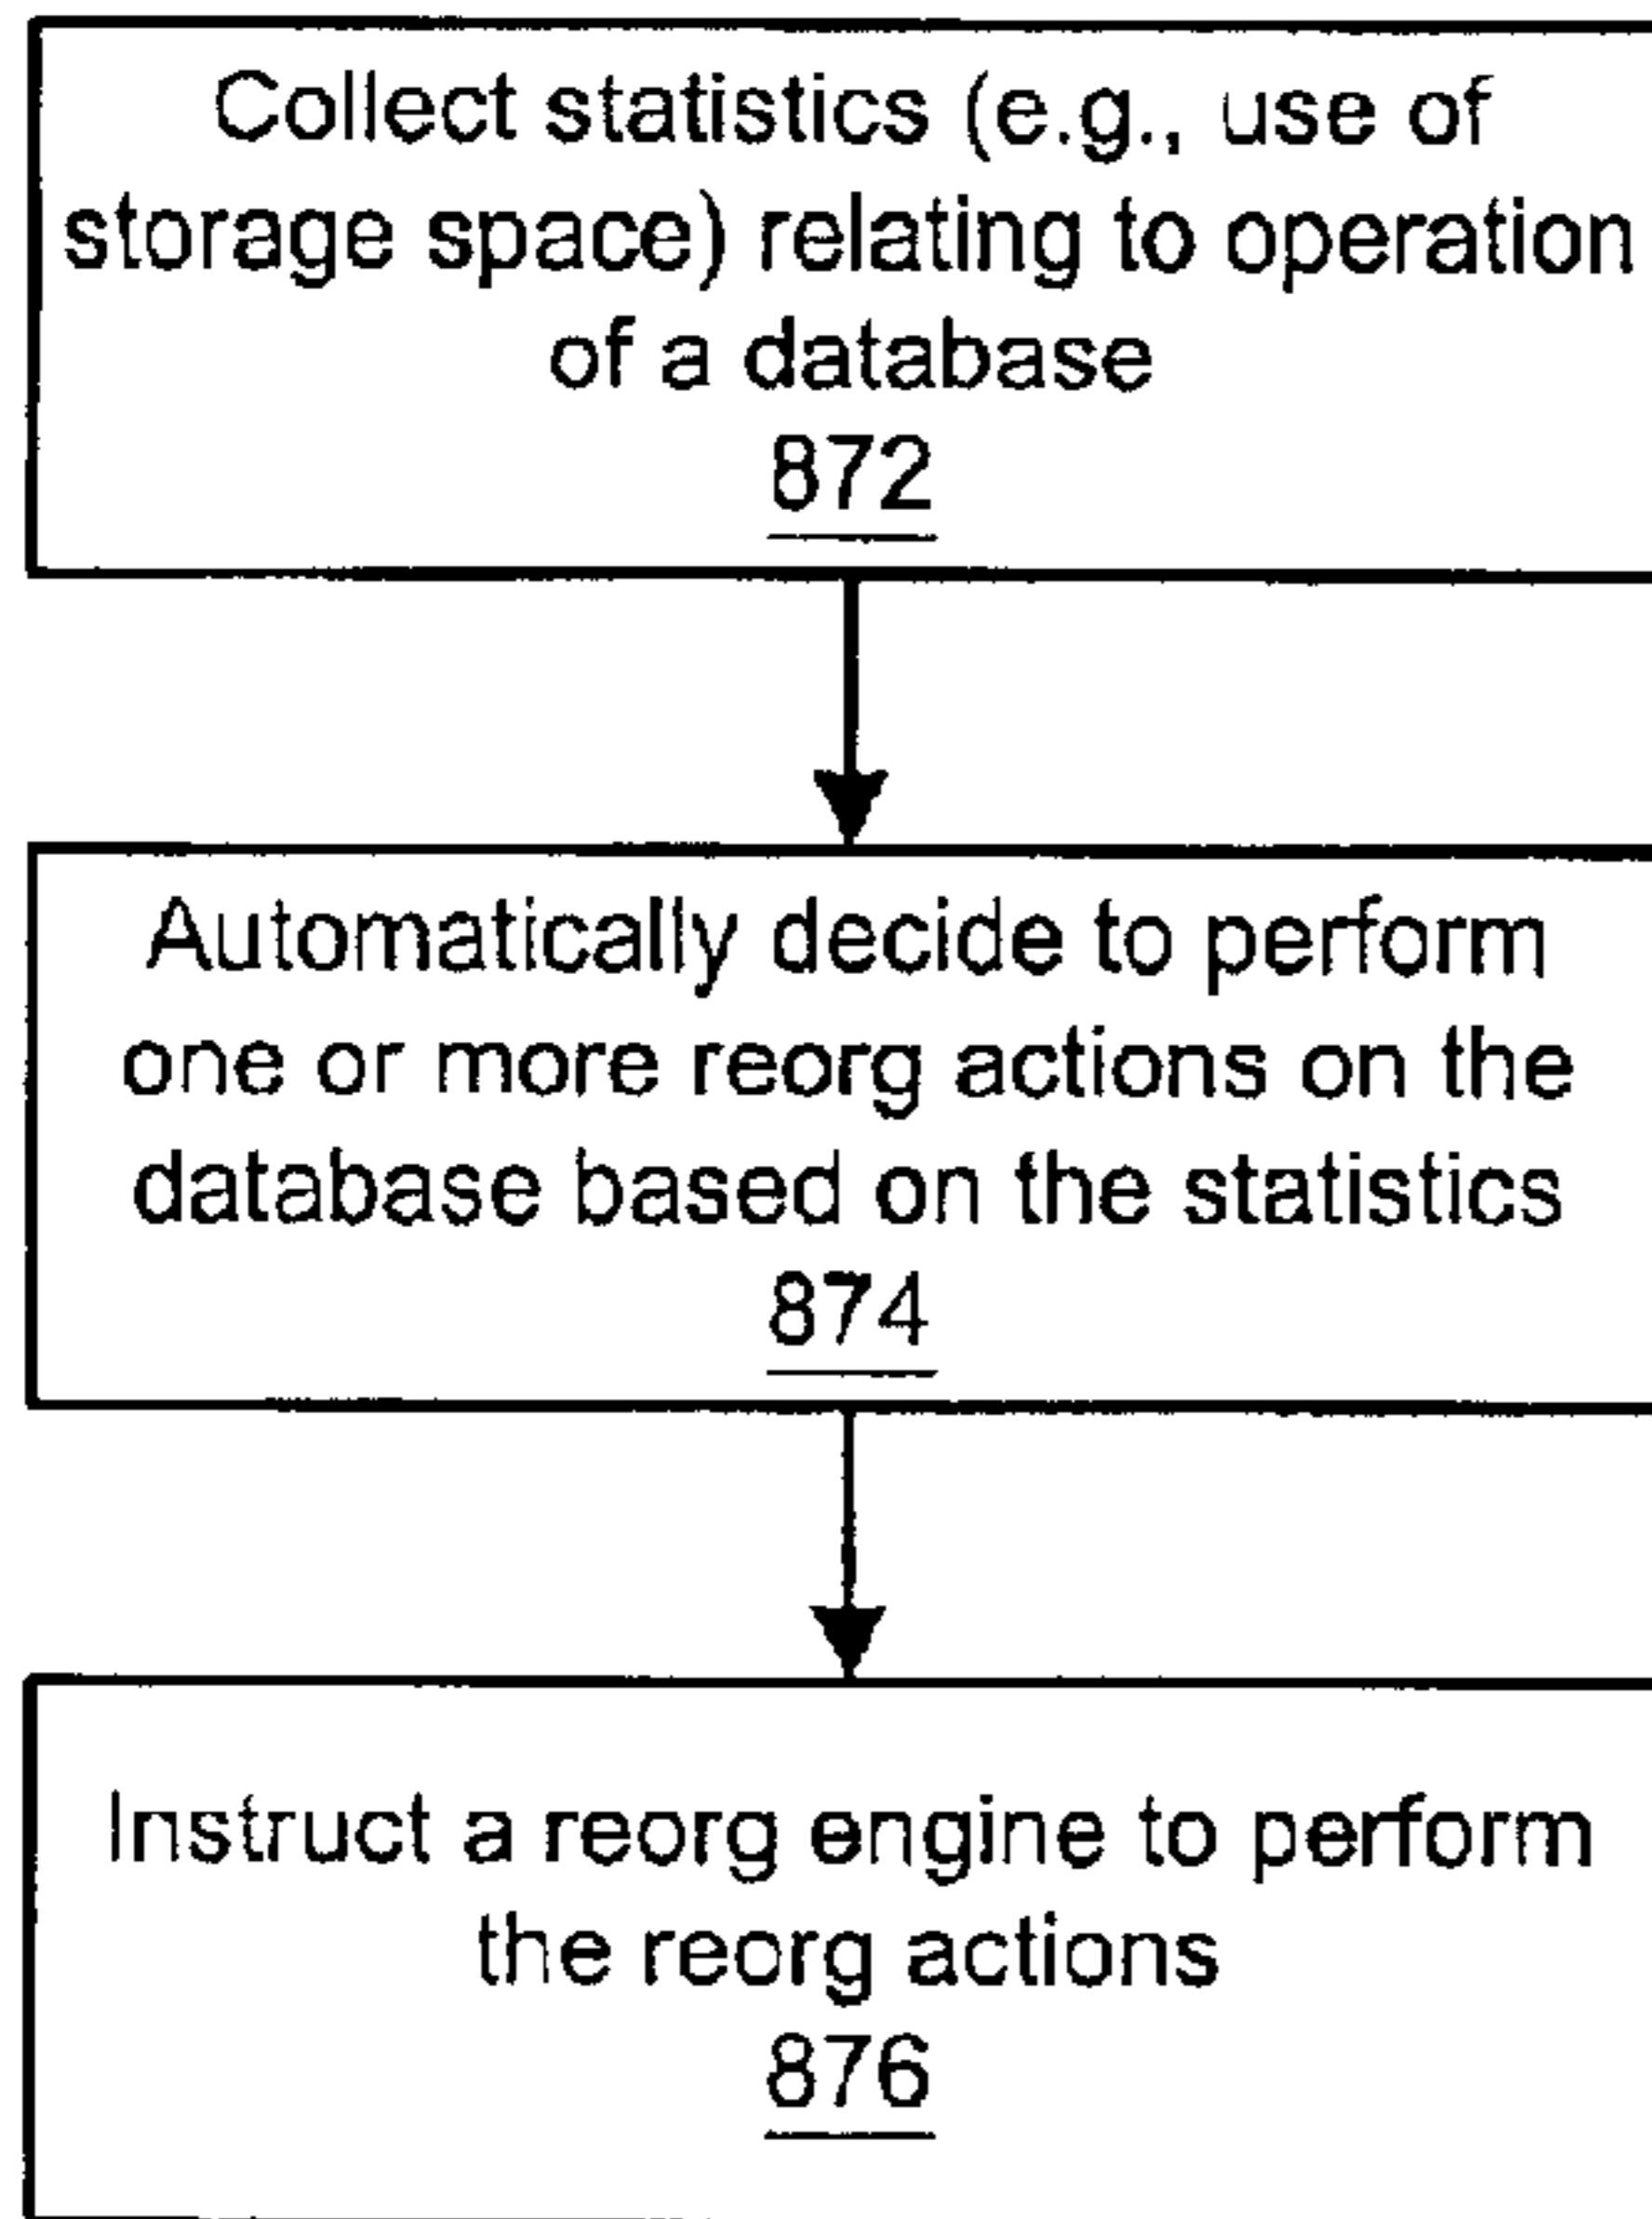 Collect statistics (e.g., use of
storage space) relating to operation
of a database
872
Automatically decide to perform
one or more reorg actions on the
database based on the statistics
874
Instruct a reorg engine to perform
the reorg actions
876